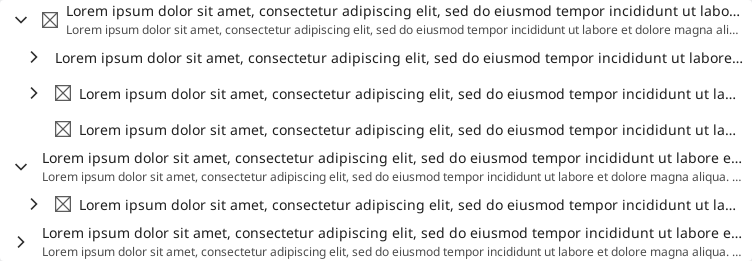 Lorem ipsum dolor sit amet, consectetur adipiscing elit, sed do eiusmod tempor incididunt ut labo...
Lorem ipsum dolor sit amet, consectetur adipiscing elit, sed do eiusmod tempor incididunt ut labore et dolore magna ali...
Lorem ipsum dolor sit amet, consectetur adipiscing elit, sed do eiusmod tempor incididunt ut labore...
Lorem ipsum dolor sit amet, consectetur adipiscing elit, sed do eiusmod tempor incididunt ut la...
Lorem ipsum dolor sit amet, consectetur adipiscing elit, sed do eiusmod tempor incididunt ut la...
Lorem ipsum dolor sit amet, consectetur adipiscing elit, sed do eiusmod tempor incididunt ut labore e...
Lorem ipsum dolor sit amet, consectetur adipiscing elit, sed do eiusmod tempor incididunt ut labore et dolore magna aliqua. ...
Lorem ipsum dolor sit amet, consectetur adipiscing elit, sed do eiusmod tempor incididunt ut la...
Lorem ipsum dolor sit amet, consectetur adipiscing elit, sed do eiusmod tempor incididunt ut labore e...
Lorem ipsum dolor sit amet, consectetur adipiscing elit, sed do eiusmod tempor incididunt ut labore et dolore magna aliqua. ...